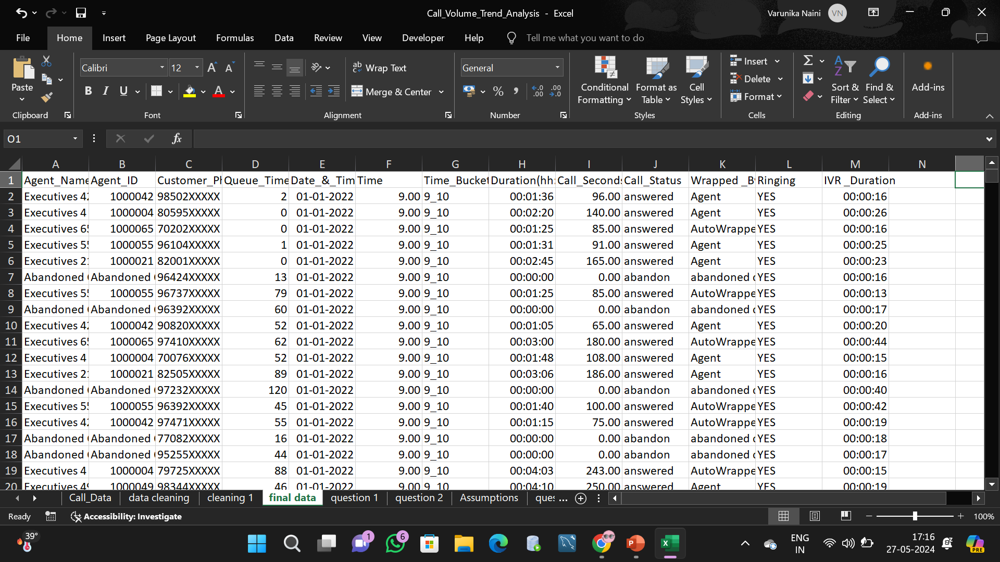 Call_Volume_Trend_Analysis - Excel
Varunika Naini VN
File Home Insert Page Layout Formulas Data Review View Developer Help Tell me what you want to do
Calibri 12 Wrap Text General Insert
Paste Delete Sort & Find & Add-ins
Conditional Format as Cell
B I U Merge & Center % .00 .00 Formatting Table Styles Format Filter Select
Clipboard Font Alignment Number Styles Cells Editing Add-ins
O1 fx
A B C D E F G H I J K L M N
1 Agent_Name Agent_ID Customer_Ph Queue_Time Date_&_Tim Time Time_Bucket Duration(hh: Call_Seconds Call_Status Wrapped _By Ringing IVR _Duration
2 Executives 42 1000042 98502XXXXX 2 01-01-2022 9.00 9_10 00:01:36 96.00 answered Agent YES 00:00:16
3 Executives 4 1000004 80595XXXXX 0 01-01-2022 9.00 9_10 00:02:20 140.00 answered Agent YES 00:00:26
4 Executives 65 1000065 70202XXXXX 0 01-01-2022 9.00 9_10 00:01:25 85.00 answered AutoWrappe YES 00:00:16
5 Executives 55 1000055 96104XXXXX 1 01-01-2022 9.00 9_10 00:01:31 91.00 answered Agent YES 00:00:25
6 Executives 21 1000021 82001XXXXX 0 01-01-2022 9.00 9_10 00:02:45 165.00 answered Agent YES 00:00:23
7 Abandoned Abandoned 96424XXXXX 13 01-01-2022 9.00 9_10 00:00:00 0.00 abandon abandoned YES 00:00:16
8 Executives 55 1000055 96737XXXXX 79 01-01-2022 9.00 9_10 00:01:25 85.00 answered AutoWrappe YES 00:00:13
9 Abandoned Abandoned 96392XXXXX 60 01-01-2022 9.00 9_10 00:00:00 0.00 abandon abandoned YES 00:00:17
10 Executives 42 1000042 90820XXXXX 52 01-01-2022 9.00 9_10 00:01:05 65.00 answered Agent YES 00:00:20
11 Executives 65 1000065 97410XXXXX 62 01-01-2022 9.00 9_10 00:03:00 180.00 answered AutoWrappe YES 00:00:44
12 Executives 4 1000004 70076XXXXX 52 01-01-2022 9.00 9_10 00:01:48 108.00 answered Agent YES 00:00:15
13 Executives 21 1000021 82505XXXXX 89 01-01-2022 9.00 9_10 00:03:06 186.00 answered Agent YES 00:00:16
14 Abandoned Abandoned 97232XXXXX 120 01-01-2022 9.00 9_10 00:00:00 0.00 abandon abandoned YES 00:00:40
15 Executives 55 1000055 96392XXXXX 45 01-01-2022 9.00 9_10 00:01:40 100.00 answered AutoWrappe YES 00:00:42
16 Executives 42 1000042 97471XXXXX 55 01-01-2022 9.00 9_10 00:01:15 75.00 answered AutoWrappe YES 00:00:19
17 Abandoned Abandoned 77082XXXXX 16 01-01-2022 9.00 9_10 00:00:00 0.00 abandon abandoned YES 00:00:18
18 Abandoned Abandoned 95255XXXXX 44 01-01-2022 9.00 9_10 00:00:00 0.00 abandon abandoned YES 00:00:17
19 Executives 4 1000004 79725XXXXX 88 01-01-2022 9.00 9_10 00:04:03 243.00 answered AutoWrappe YES 00:00:15
20 Executives 49 1000049 98344XXXXX 46 01-01-2022 9.00 9_10 00:04:10 250.00 answered Agent YES 00:00:19
Call_Data data cleaning cleaning 1 final data question 1 question 2 Assumptions ques ...
Ready Accessibility: Investigate 100%
39° 1 6 ENG 17:16
IN 27-05-2024 PRE